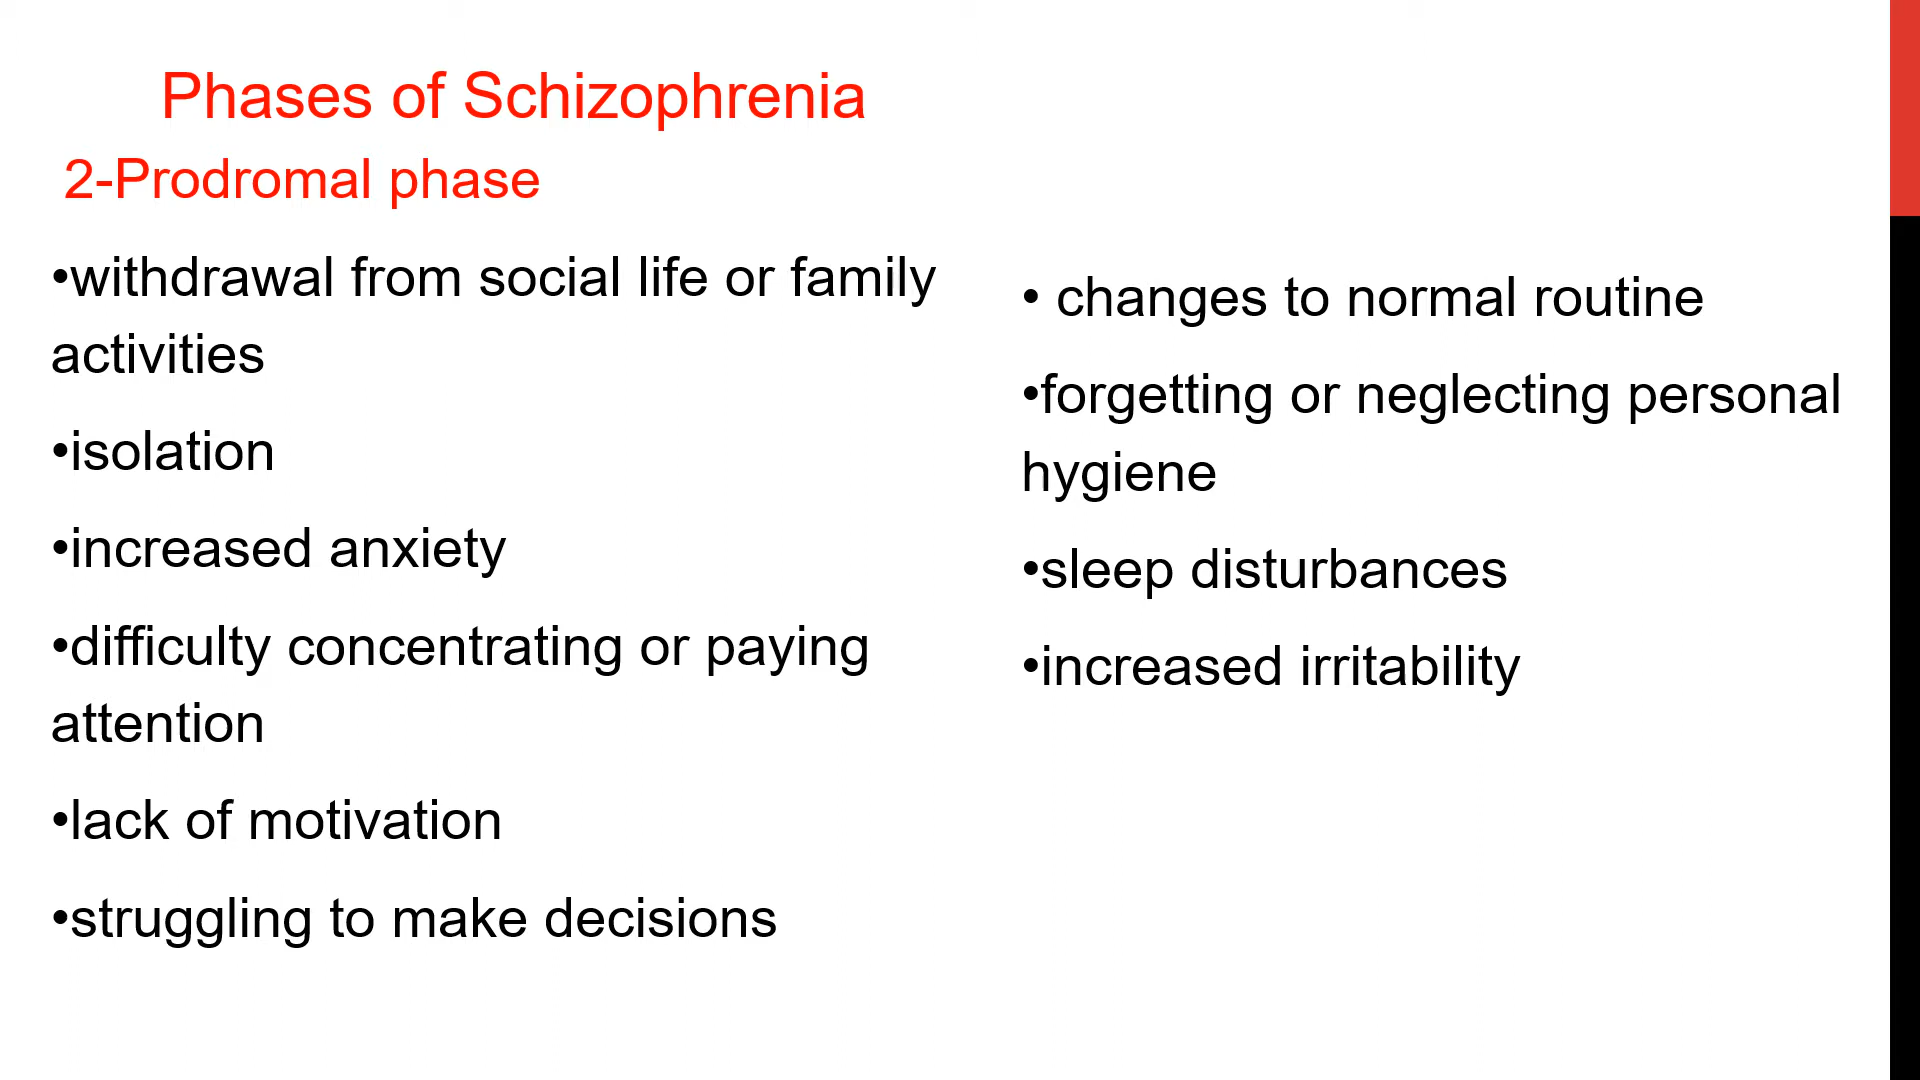 Phases of Schizophrenia
2-Prodromal phase
•withdrawal from social life or family
activities
•isolation
•increased anxiety
•difficulty concentrating or paying
attention
•lack of motivation
•struggling to make decisions
• changes to normal routine
•forgetting or neglecting personal
hygiene
•sleep disturbances
•increased irritability